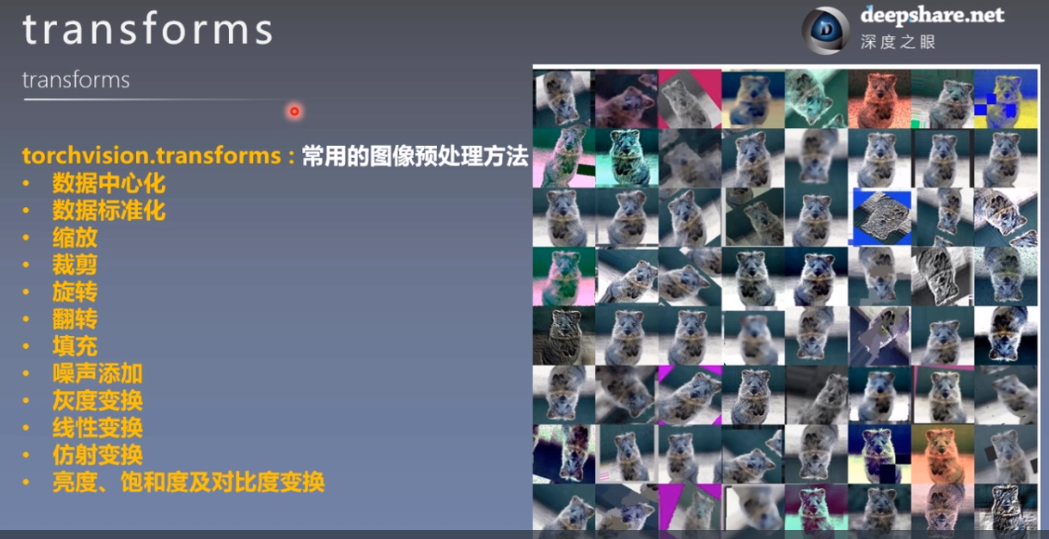 transforms
deepshare.net
深度之眼
transforms
torchvision.transforms : 常用的图像预处理方法
• 数据中心化
• 数据标准化
• 缩放
• 裁剪
• 旋转
• 翻转
• 填充
• 噪声添加
• 灰度变换
• 线性变换
• 仿射变换
• 亮度、饱和度及对比度变换